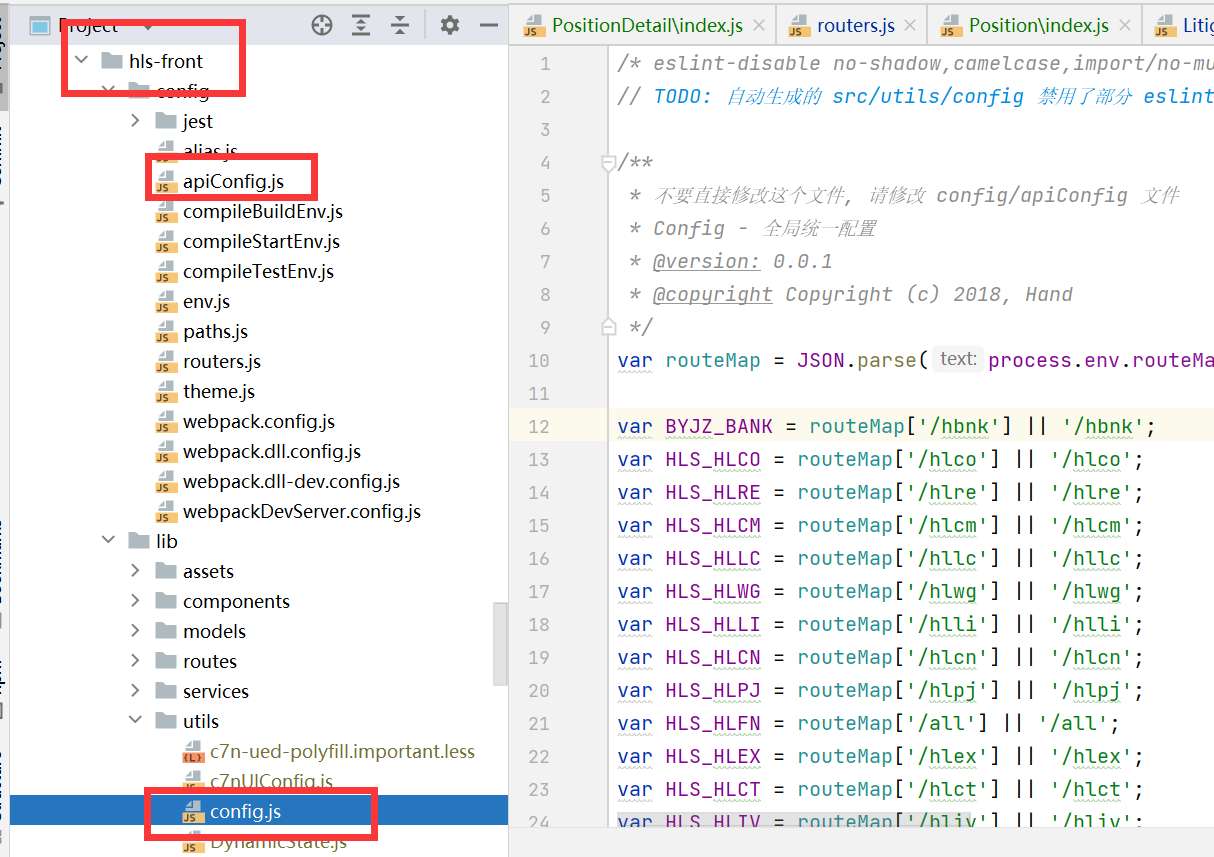 Project
hls-front
config
jest
alias.js
apiConfig.js
compileBuildEnv.js
compileStartEnv.js
compileTestEnv.js
env.js
paths.js
routers.js
theme.js
webpack.config.js
webpack.dll.config.js
webpack.dll-dev.config.js
webpackDevServer.config.js
lib
assets
components
models
routes
services
utils
c7n-ued-polyfill.important.less
c7nUIConfig.js
config.js
DynamicState.js
PositionDetail\index.js routers.js Position\index.js Litig
1 /* eslint-disable no-shadow,camelcase,import/no-mu
2 // TODO: 自动生成的 src/utils/config 禁用了部分 eslint
3
4 /**
5 * 不要直接修改这个文件, 请修改 config/apiConfig 文件
6 * Config - 全局统一配置
7 * @version: 0.0.1
8 * @copyright Copyright (c) 2018, Hand
9 */
10 var routeMap = JSON.parse( text: process.env.routeMa
11
12 var BYJZ_BANK = routeMap['/hbnk'] || '/hbnk';
13 var HLS_HLCO = routeMap['/hlco'] || '/hlco';
14 var HLS_HLRE = routeMap['/hlre'] || '/hlre';
15 var HLS_HLCM = routeMap['/hlcm'] || '/hlcm';
16 var HLS_HLLC = routeMap['/hllc'] || '/hllc';
17 var HLS_HLWG = routeMap['/hlwg'] || '/hlwg';
18 var HLS_HLLI = routeMap['/hlli'] || '/hlli';
19 var HLS_HLCN = routeMap['/hlcn'] || '/hlcn';
20 var HLS_HLPJ = routeMap['/hlpj'] || '/hlpj';
21 var HLS_HLFN = routeMap['/all'] || '/all';
22 var HLS_HLEX = routeMap['/hlex'] || '/hlex';
23 var HLS_HLCT = routeMap['/hlct'] || '/hlct';
24 var HLS_HLIV = routeMap['/hliv'] || '/hliv';